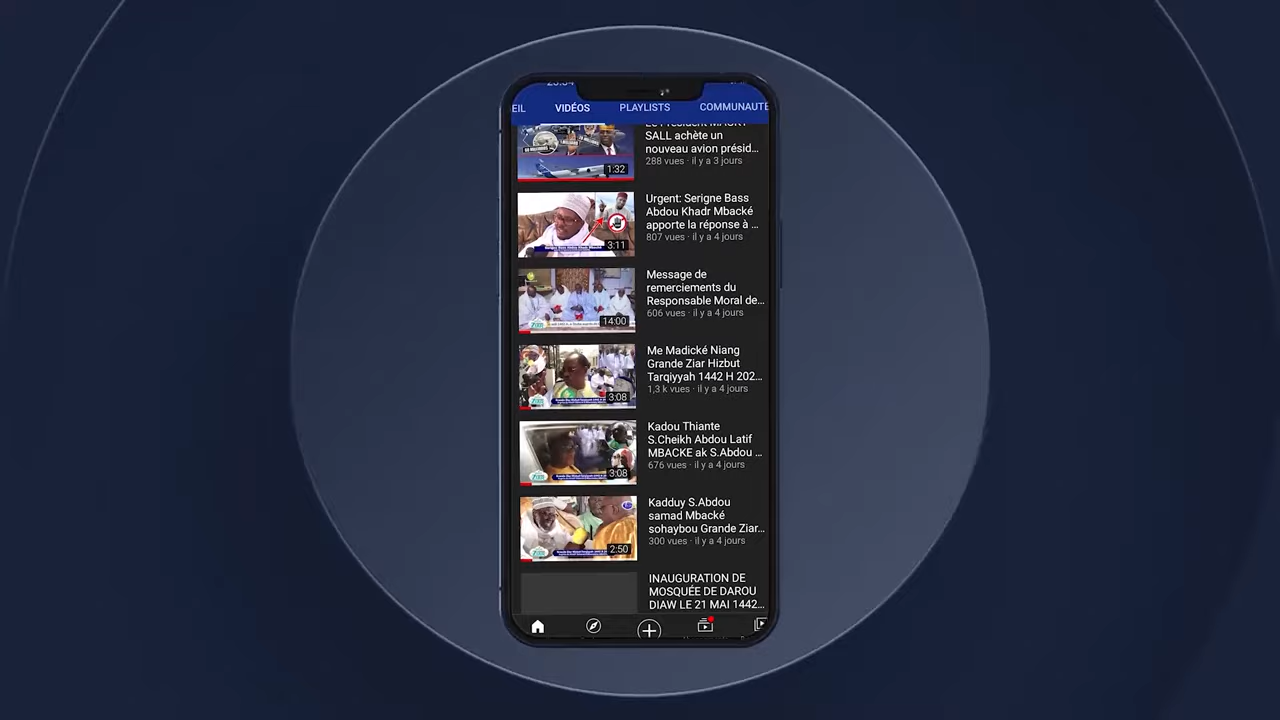 EIL VIDÉOS PLAYLISTS COMMUNAUTÉ
Le Président MACKY
SALL achète un
nouveau avion présid...
288 vues · il y a 3 jours
1:32
Urgent: Serigne Bass
Abdou Khadr Mbacké
apporte la réponse à ...
807 vues · il y a 4 jours
3:11
Message de
remerciements du
Responsable Moral de...
606 vues · il y a 4 jours
14:00
Me Madické Niang
Grande Ziar Hizbut
Tarqiyyah 1442 H 202...
1,3 k vues · il y a 4 jours
3:08
Kadou Thiante
S.Cheikh Abdou Latif
MBACKE ak S.Abdou ...
676 vues · il y a 4 jours
3:08
Kadduy S.Abdou
samad Mbacké
sohaybou Grande Ziar...
300 vues · il y a 4 jours
2:50
INAUGURATION DE
MOSQUÉE DE DAROU
DIAW LE 21 MAI 1442...